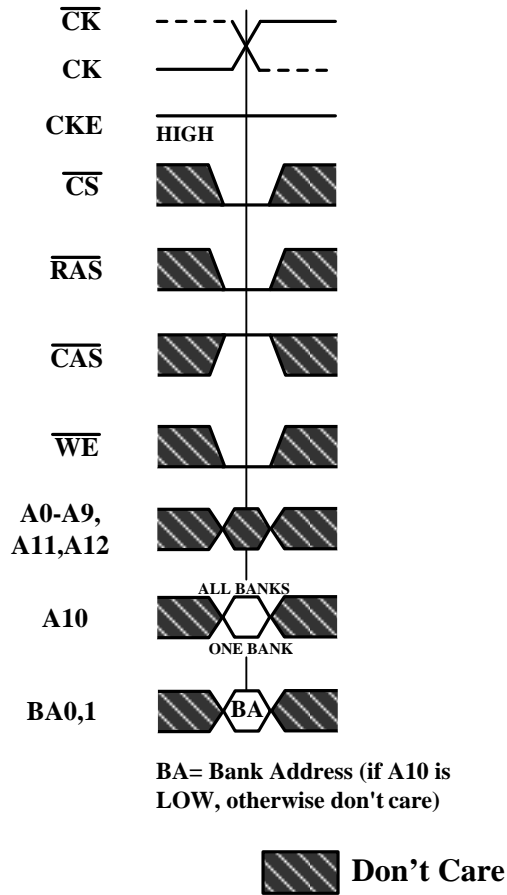 CK
CK
CKE
HIGH
CS
RAS
CAS
WE
A0-A9,
A11,A12
ALL BANKS
A10
ONE BANK
BA0,1
BA
BA= Bank Address (if A10 is
LOW, otherwise don't care)
Don't Care